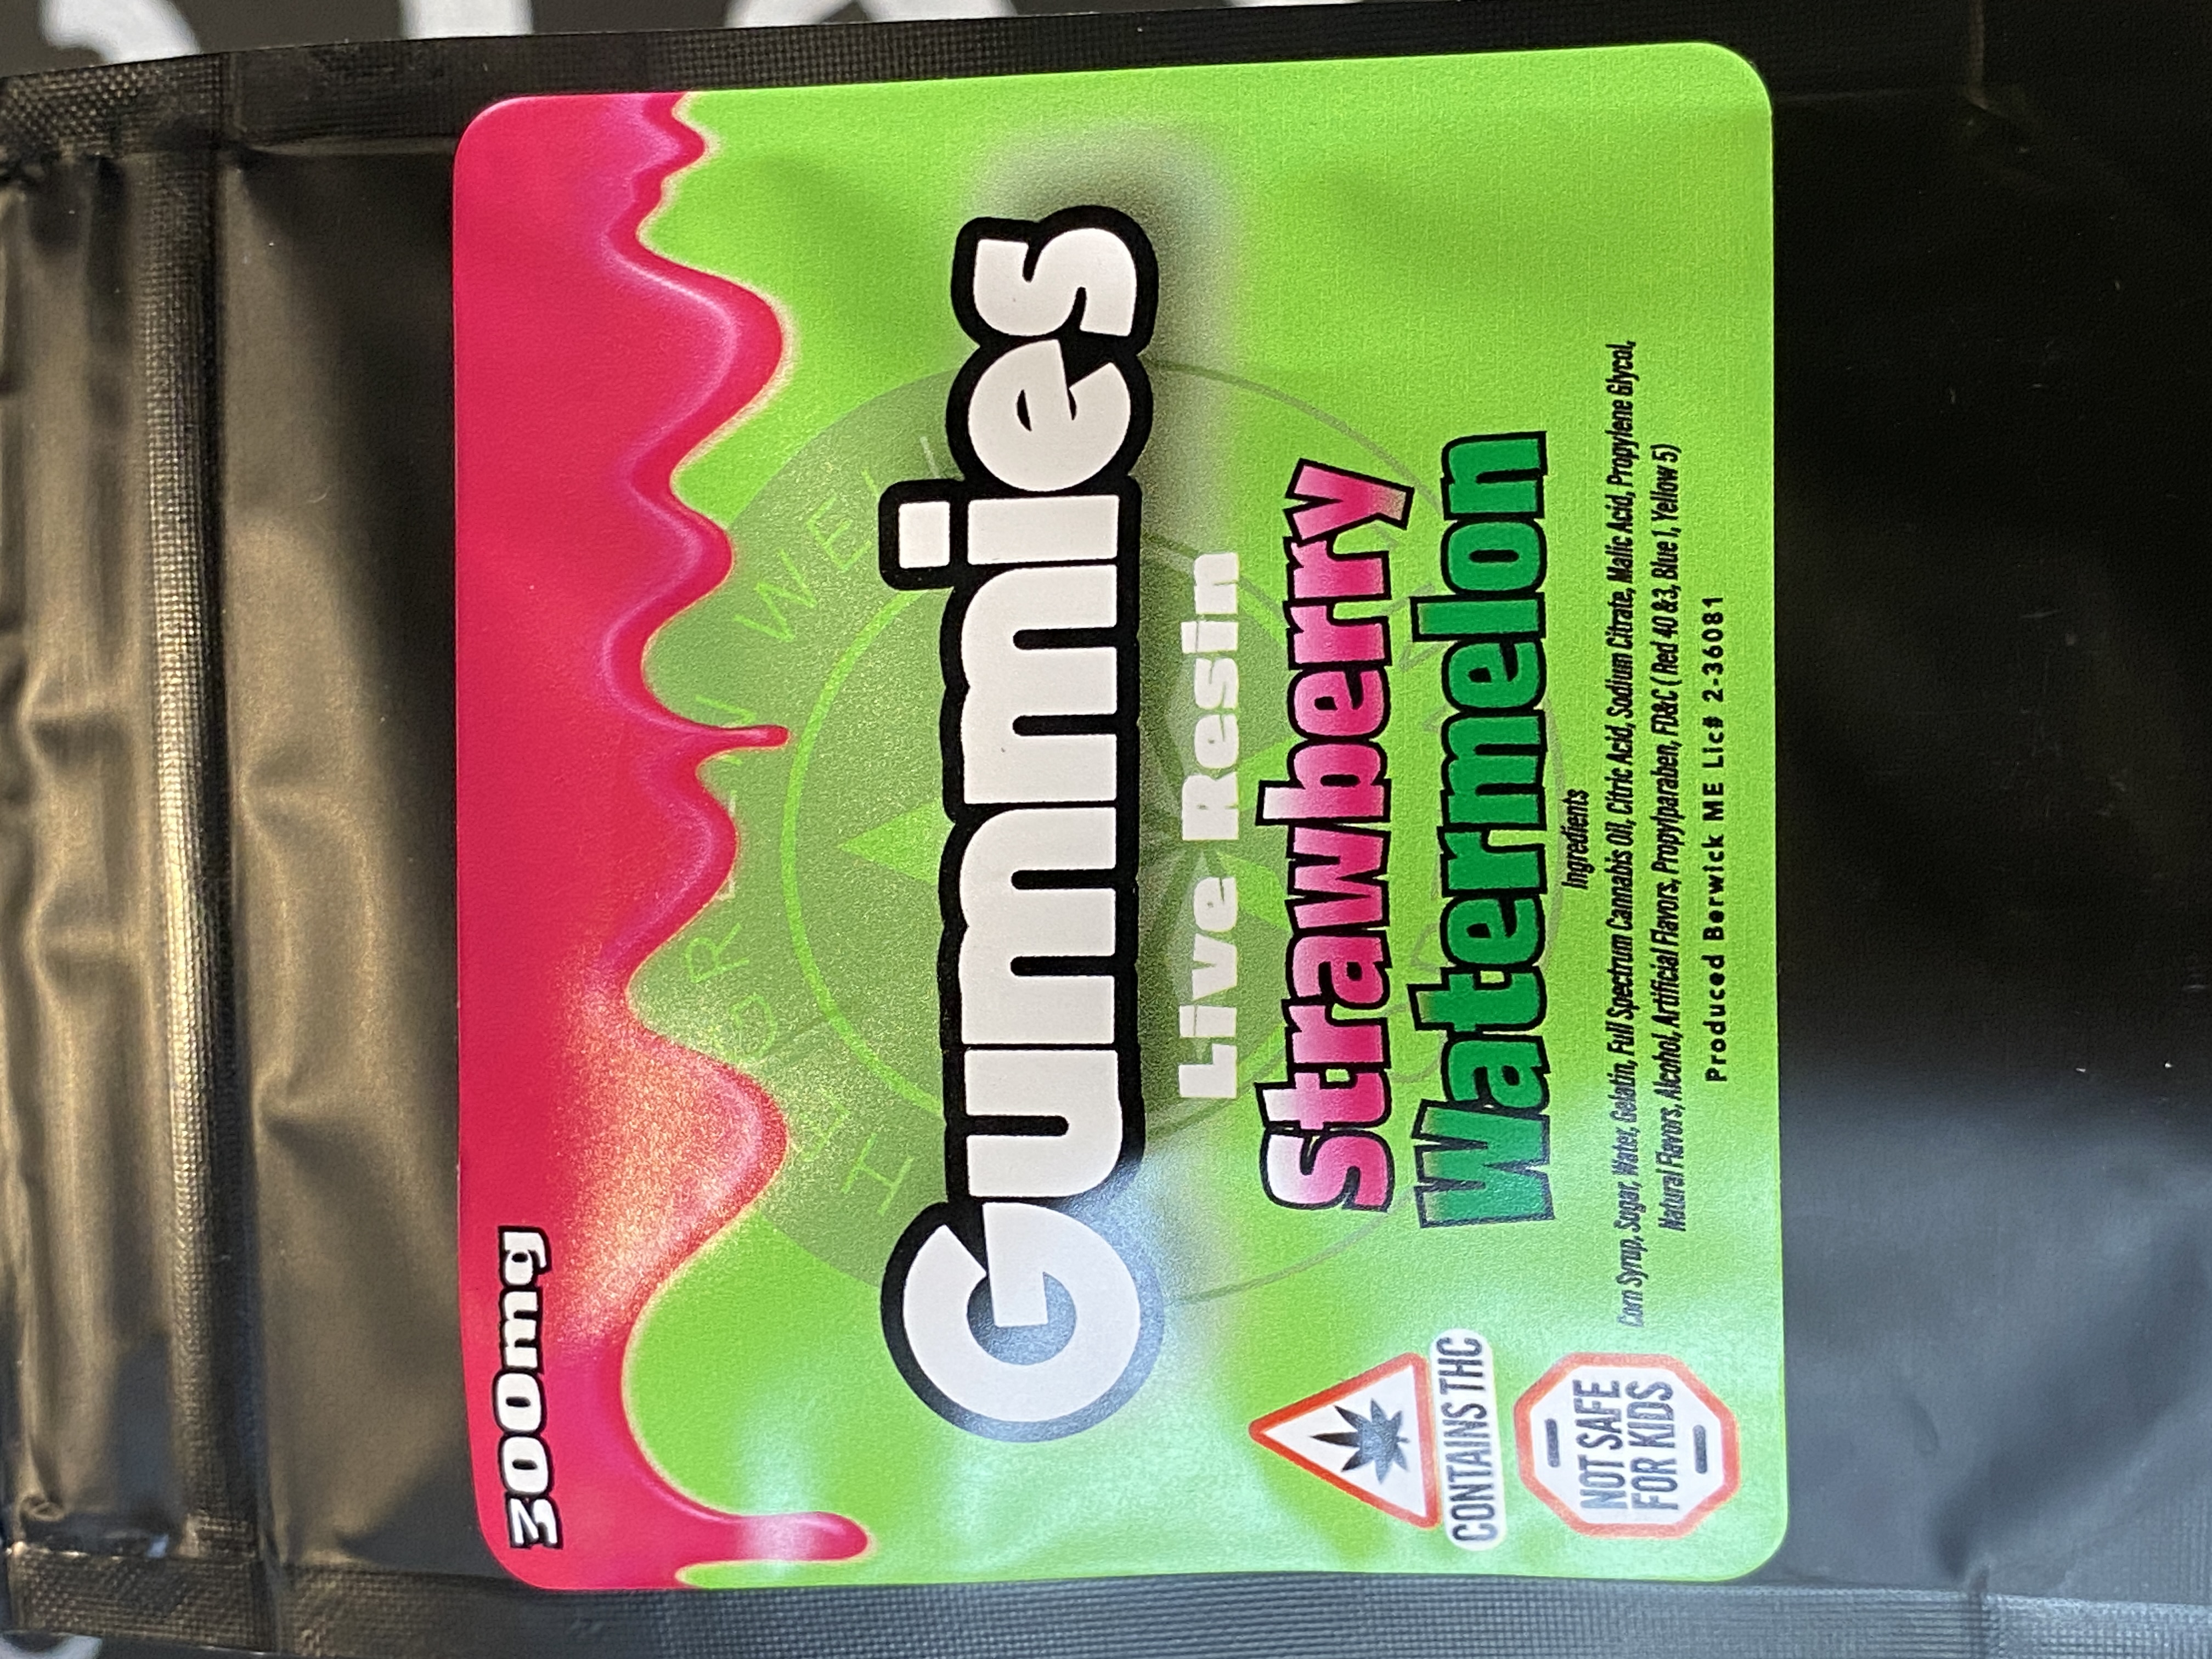 300mg
Gummies
Live Resin
Strawberry
Watermelon
CONTAINS THC
NOT SAFE
FOR KIDS
Ingredients
Corn Syrup, Sugar, Water, Gelatin, Full Spectrum Cannabis Oil, Citric Acid, Sodium Citrate, Malic Acid, Propylene Glycol,
Natural Flavors, Alcohol, Artificial Flavors, Propylparaben, FD&C ( Red 40 &3, Blue 1, Yellow 5)
Produced Berwick ME Lic# 2-36081